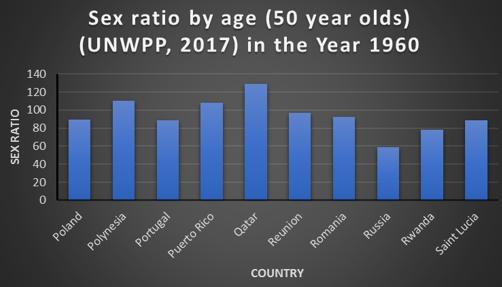 Sex ratio by age (50 year olds)
(UNWPP, 2017) in the Year 1960
140
120
100
80
60
40
20
0
SEX RATIO
Poland
Polynesia
Portugal
Puerto Rico
Qatar
Reunion
Romania
Russia
Rwanda
Saint Lucia
COUNTRY